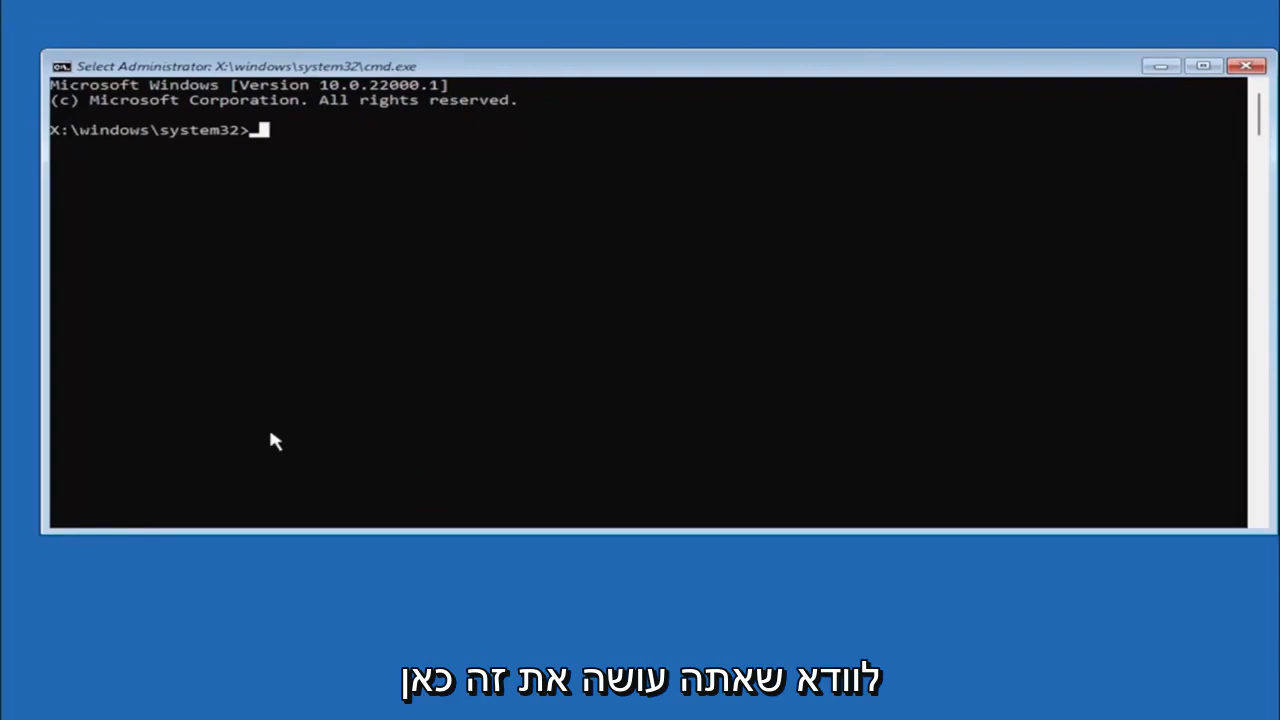 Select Administrator: X:\windows\system32\cmd.exe
Microsoft Windows [Version 10.0.22000.1]
(c) Microsoft Corporation. All rights reserved.
X:\windows\system32>
לוודא שאתה עושה את זה כאן